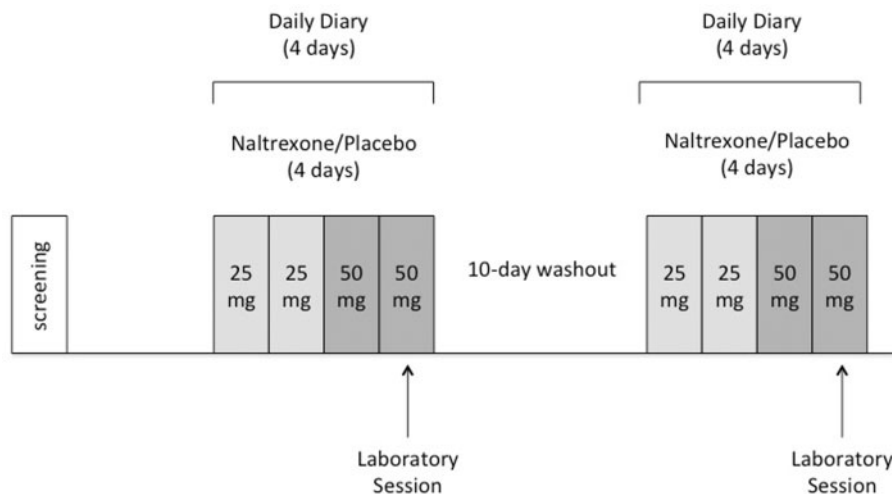 Daily Diary
(4 days)
Daily Diary
(4 days)
Naltrexone/Placebo
(4 days)
Naltrexone/Placebo
(4 days)
screening
25
mg
25
mg
50
mg
50
mg
10-day washout
25
mg
25
mg
50
mg
50
mg
Laboratory
Session
Laboratory
Session